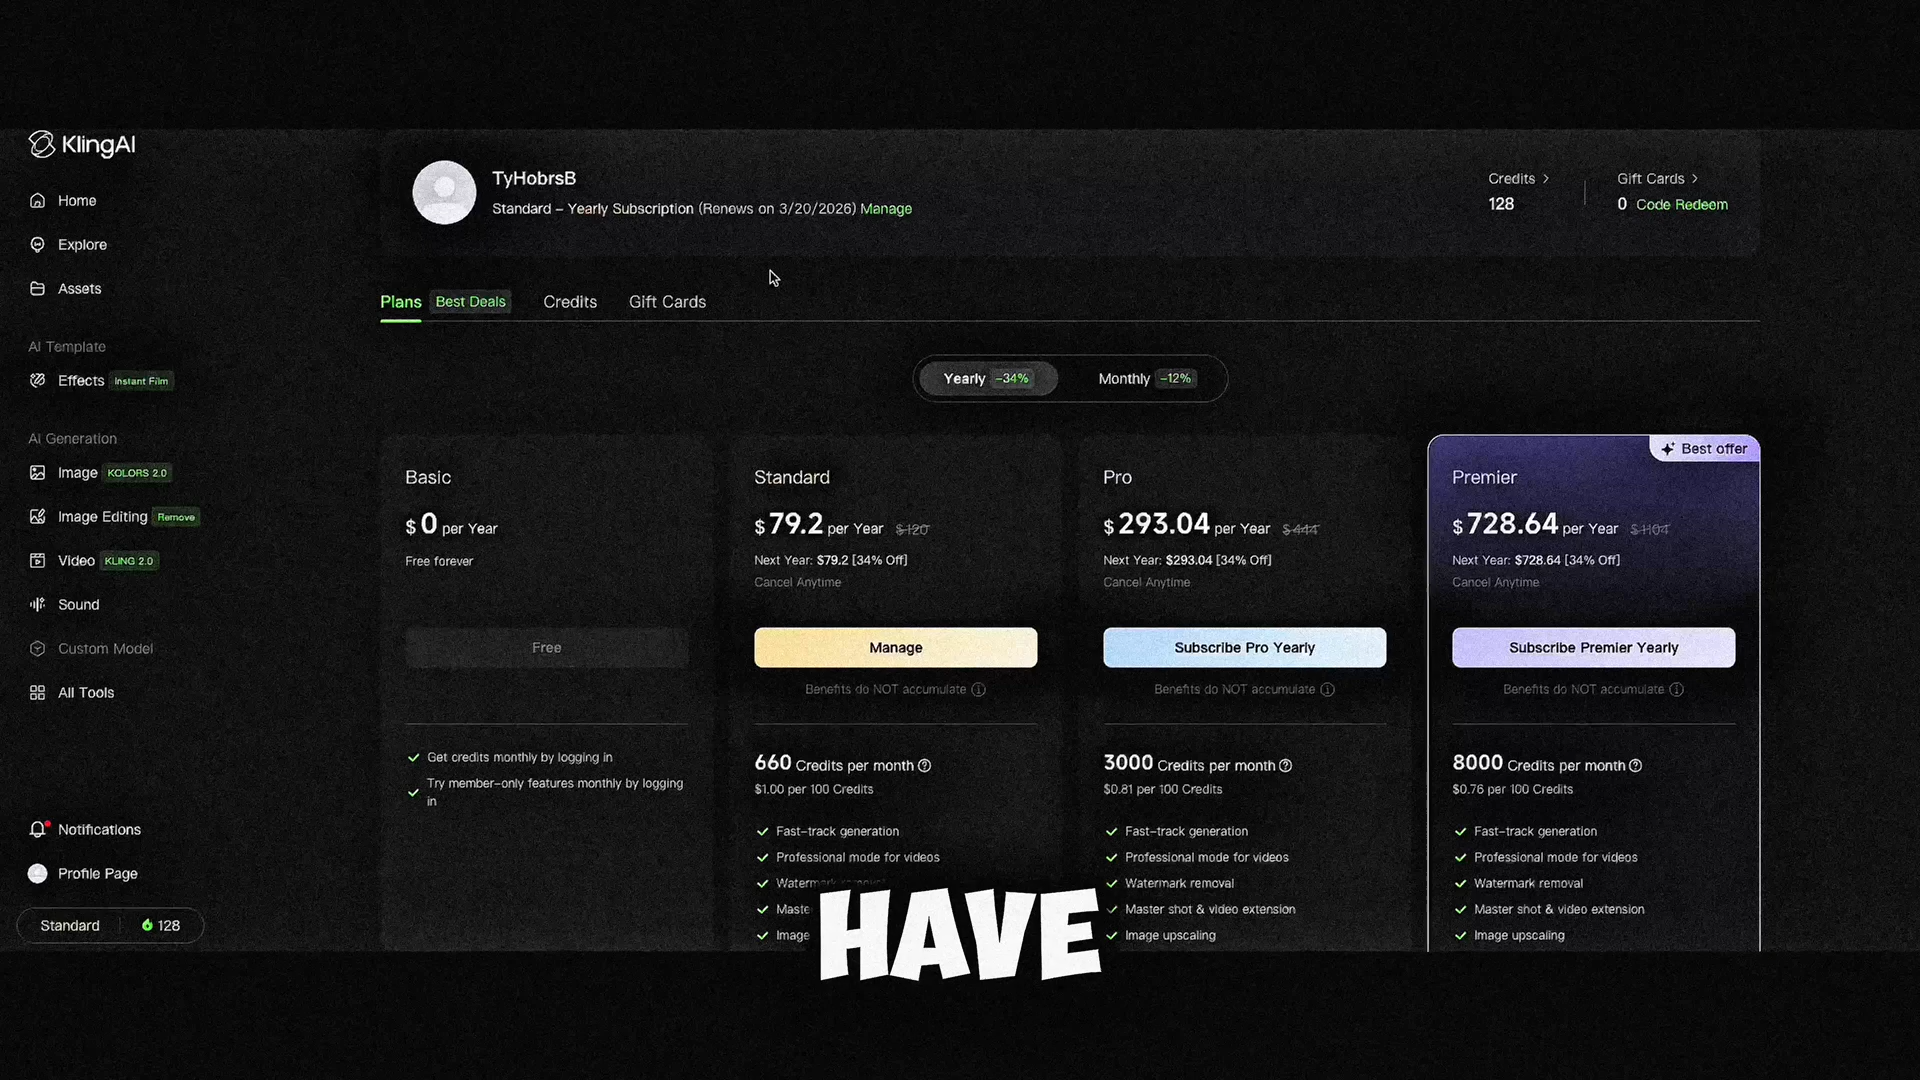 KlingAI
Home
Explore
Assets
AI Template
Effects Instant Film
AI Generation
Image KOLORS 2.0
Image Editing Remove
Video KLING 2.0
Sound
Custom Model
All Tools
Notifications
Profile Page
Standard 128
TyHobrsB
Standard – Yearly Subscription (Renews on 3/20/2026) Manage
Credits >
128
Gift Cards >
0 Code Redeem
Plans Best Deals Credits Gift Cards
Yearly -34% Monthly -12%
Basic
$ 0 per Year
Free forever
Free
Get credits monthly by logging in
Try member-only features monthly by logging
in
Standard
$ 79.2 per Year $120
Next Year: $79.2 [34% Off]
Cancel Anytime
Manage
Benefits do NOT accumulate
660 Credits per month
$1.00 per 100 Credits
Fast-track generation
Professional mode for videos
Watermark removal
Maste
Image
Pro
$ 293.04 per Year $444
Next Year: $293.04 [34% Off]
Cancel Anytime
Subscribe Pro Yearly
Benefits do NOT accumulate
3000 Credits per month
$0.81 per 100 Credits
Fast-track generation
Professional mode for videos
Watermark removal
Master shot & video extension
Image upscaling
Best offer
Premier
$ 728.64 per Year $1104
Next Year: $728.64 [34% Off]
Cancel Anytime
Subscribe Premier Yearly
Benefits do NOT accumulate
8000 Credits per month
$0.76 per 100 Credits
Fast-track generation
Professional mode for videos
Watermark removal
Master shot & video extension
Image upscaling
HAVE